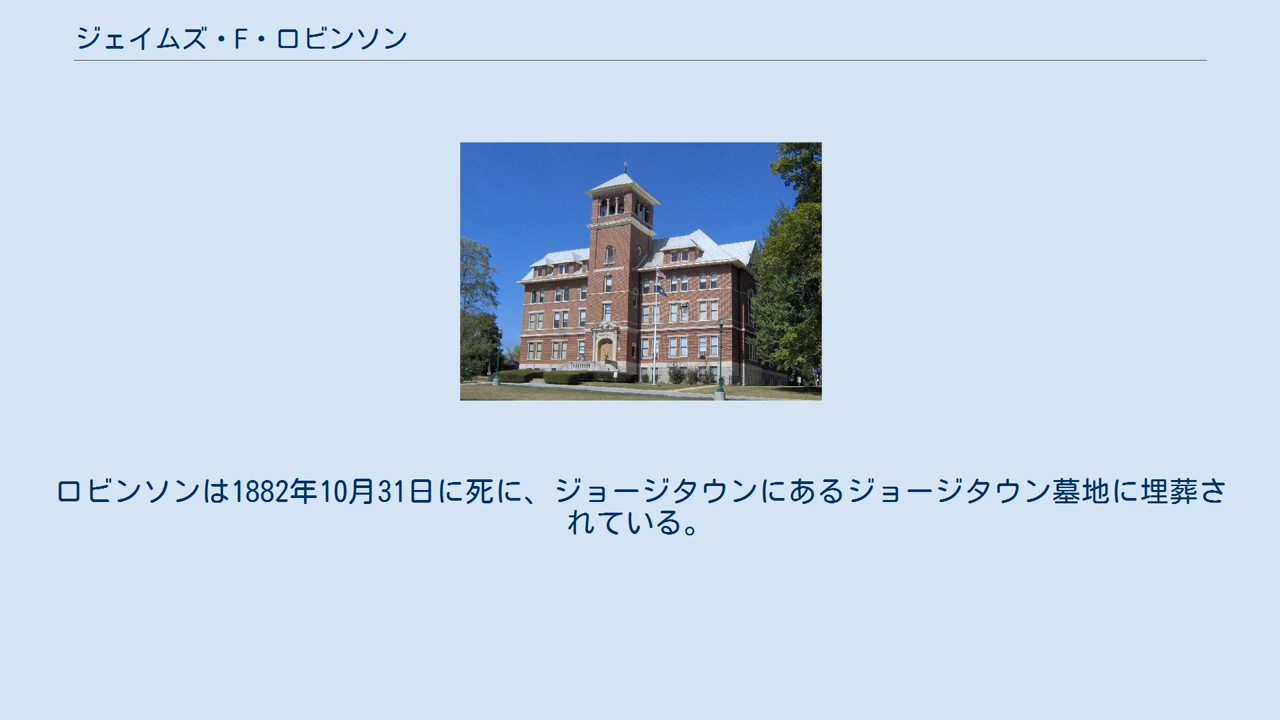 ジェイムズ・F・ロビンソン
ロビンソンは1882年10月31日に死に、ジョージタウンにあるジョージタウン墓地に埋葬さ
れている。